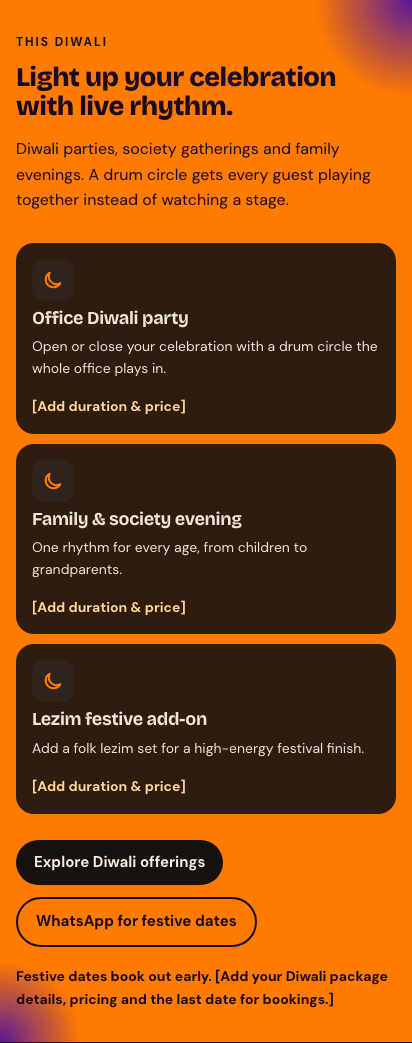 THIS DIWALI
Light up your celebration
with live rhythm.
Diwali parties, society gatherings and family
evenings. A drum circle gets every guest playing
together instead of watching a stage.
Office Diwali party
Open or close your celebration with a drum circle the
whole office plays in.
[Add duration & price]
Family & society evening
One rhythm for every age, from children to
grandparents.
[Add duration & price]
Lezim festive add-on
Add a folk lezim set for a high-energy festival finish.
[Add duration & price]
Explore Diwali offerings
WhatsApp for festive dates
Festive dates book out early. [Add your Diwali package
details, pricing and the last date for bookings.]